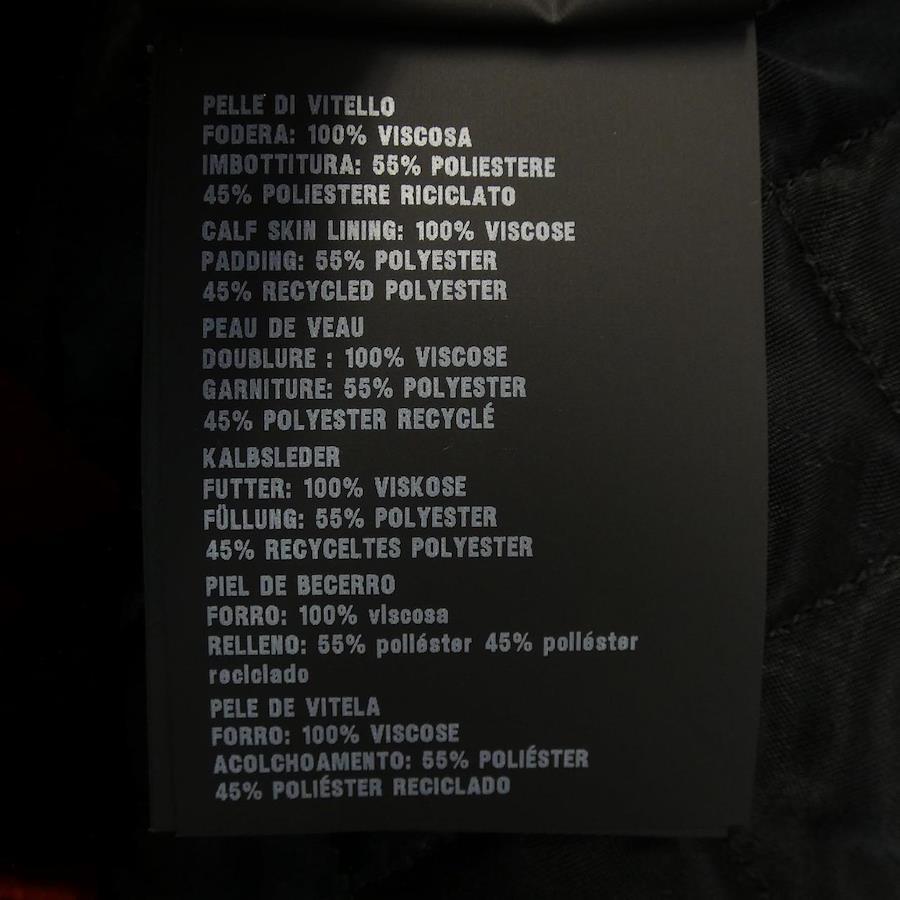 PELLE DI VITELLO
FODERA: 100% VISCOSA
IMBOTTITURA: 55% POLIESTERE
45% POLIESTERE RICICLATO
CALF SKIN LINING: 100% VISCOSE
PADDING: 55% POLYESTER
45% RECYCLED POLYESTER
PEAU DE VEAU
DOUBLURE : 100% VISCOSE
GARNITURE: 55% POLYESTER
45% POLYESTER RECYCLÉ
KALBSLEDER
FUTTER: 100% VISKOSE
FÜLLUNG: 55% POLYESTER
45% RECYCELTES POLYESTER
PIEL DE BECERRO
FORRO: 100% viscosa
RELLENO: 55% poliéster 45% poliéster
reciclado
PELE DE VITELA
FORRO: 100% VISCOSE
ACOLCHOAMENTO: 55% POLIÉSTER
45% POLIÉSTER RECICLADO